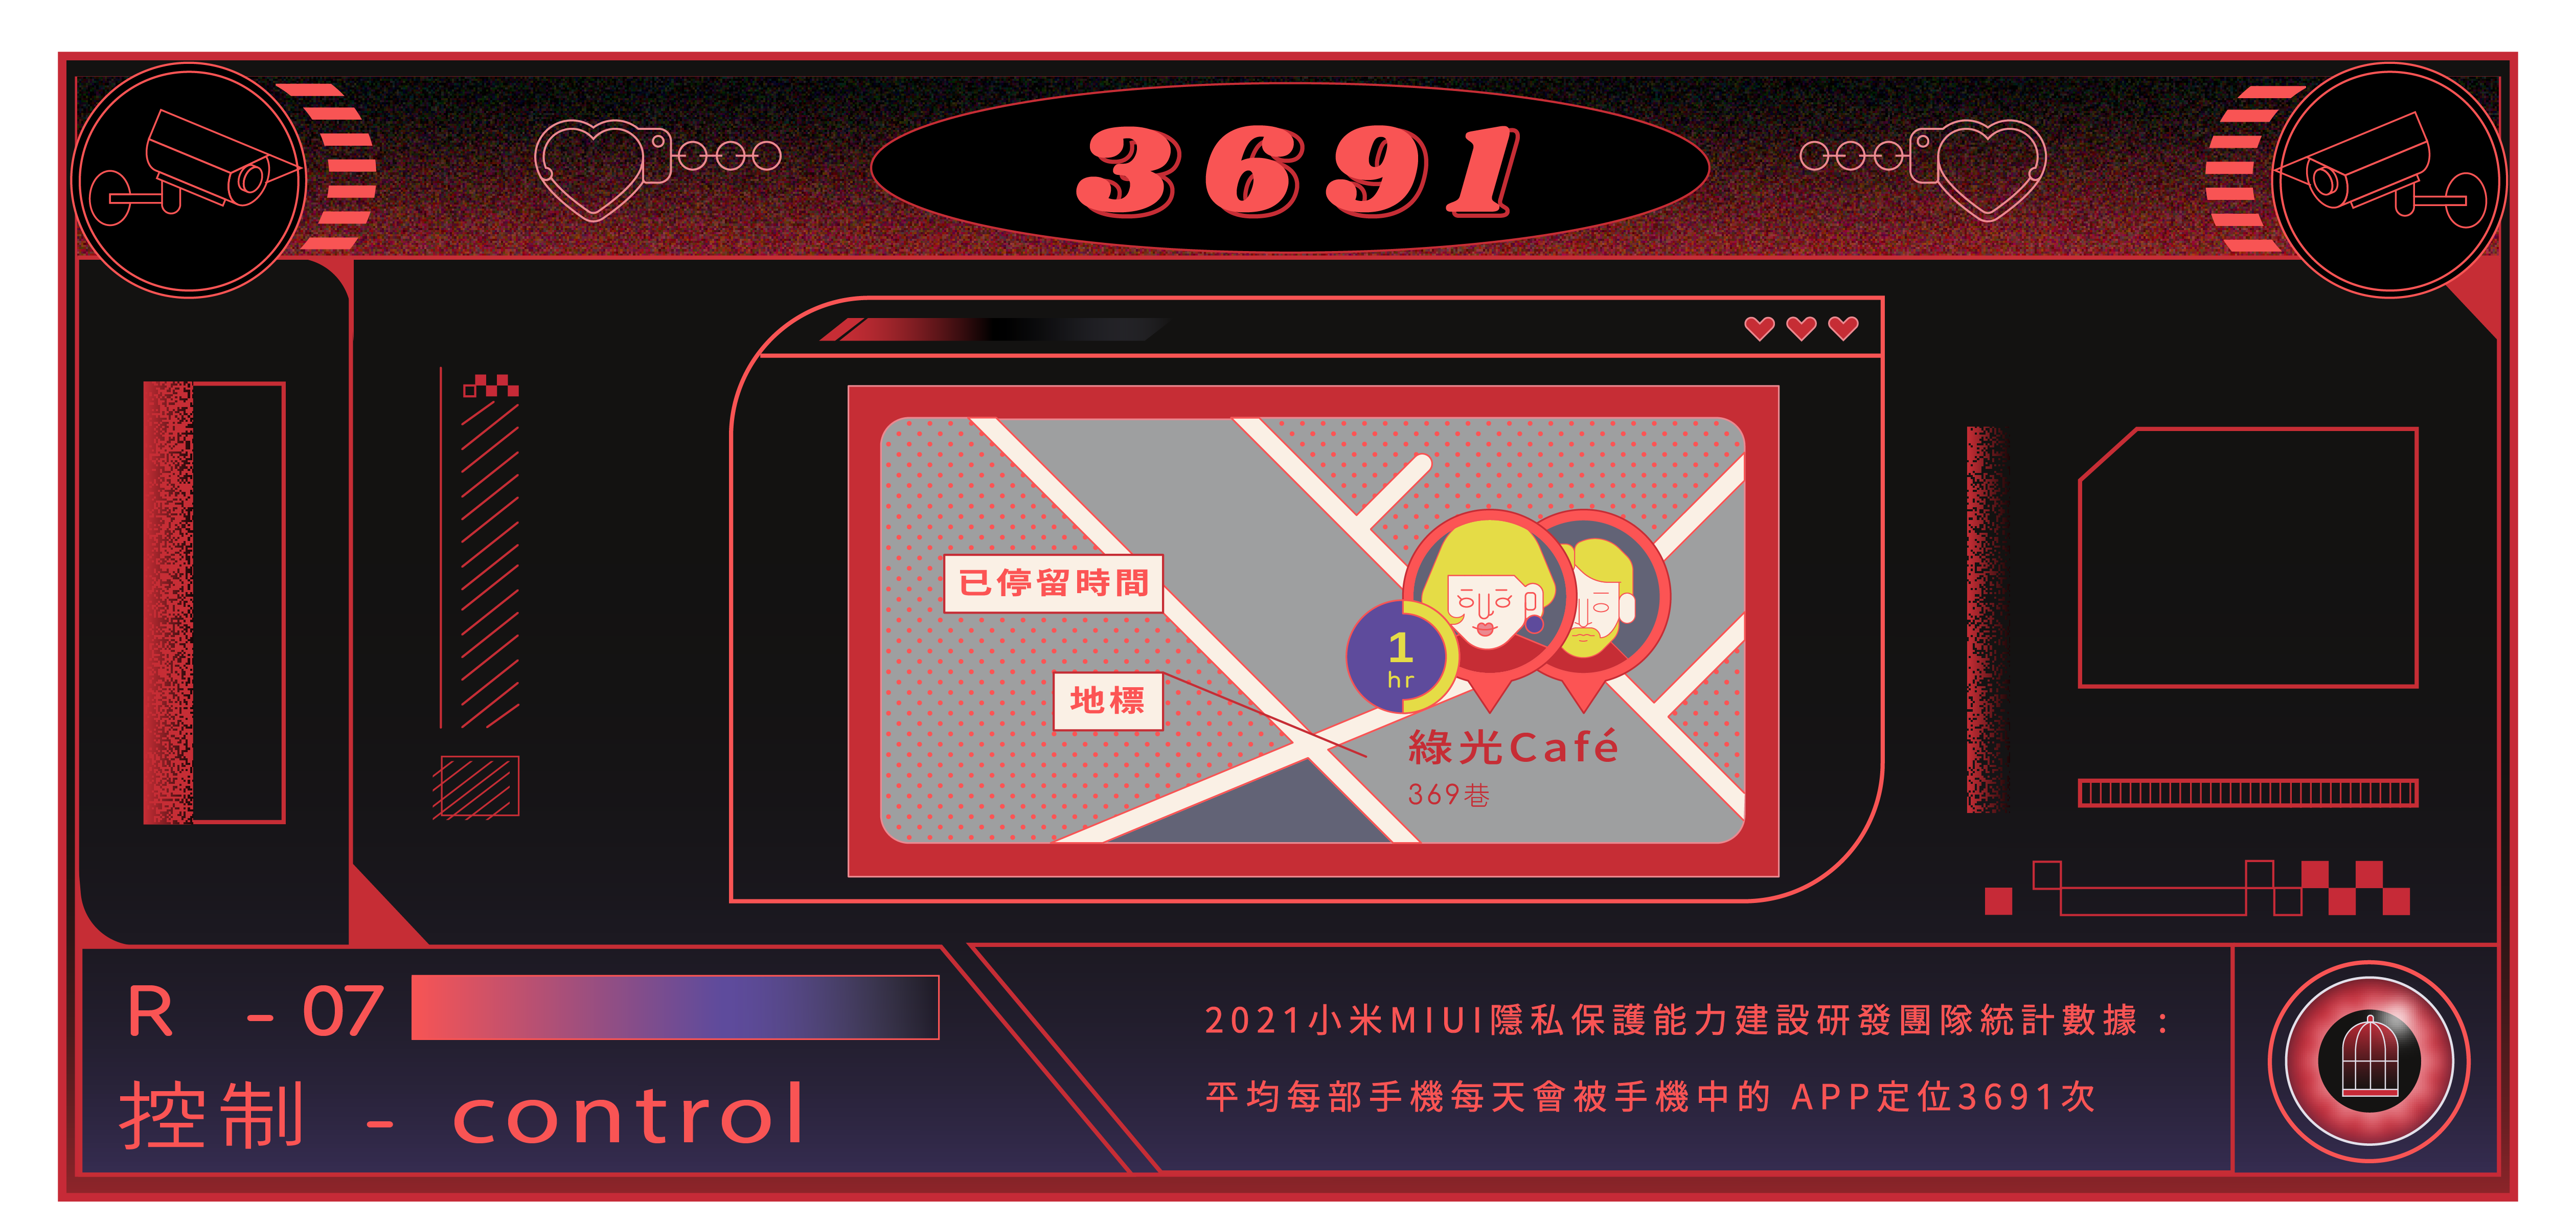 3691
已停留時間
1
hr
地標
綠光Café
369巷
R - 07
控制 - control
2021小米MIUI隱私保護能力建設研發團隊統計數據：
平均每部手機每天會被手機中的 APP定位3691次